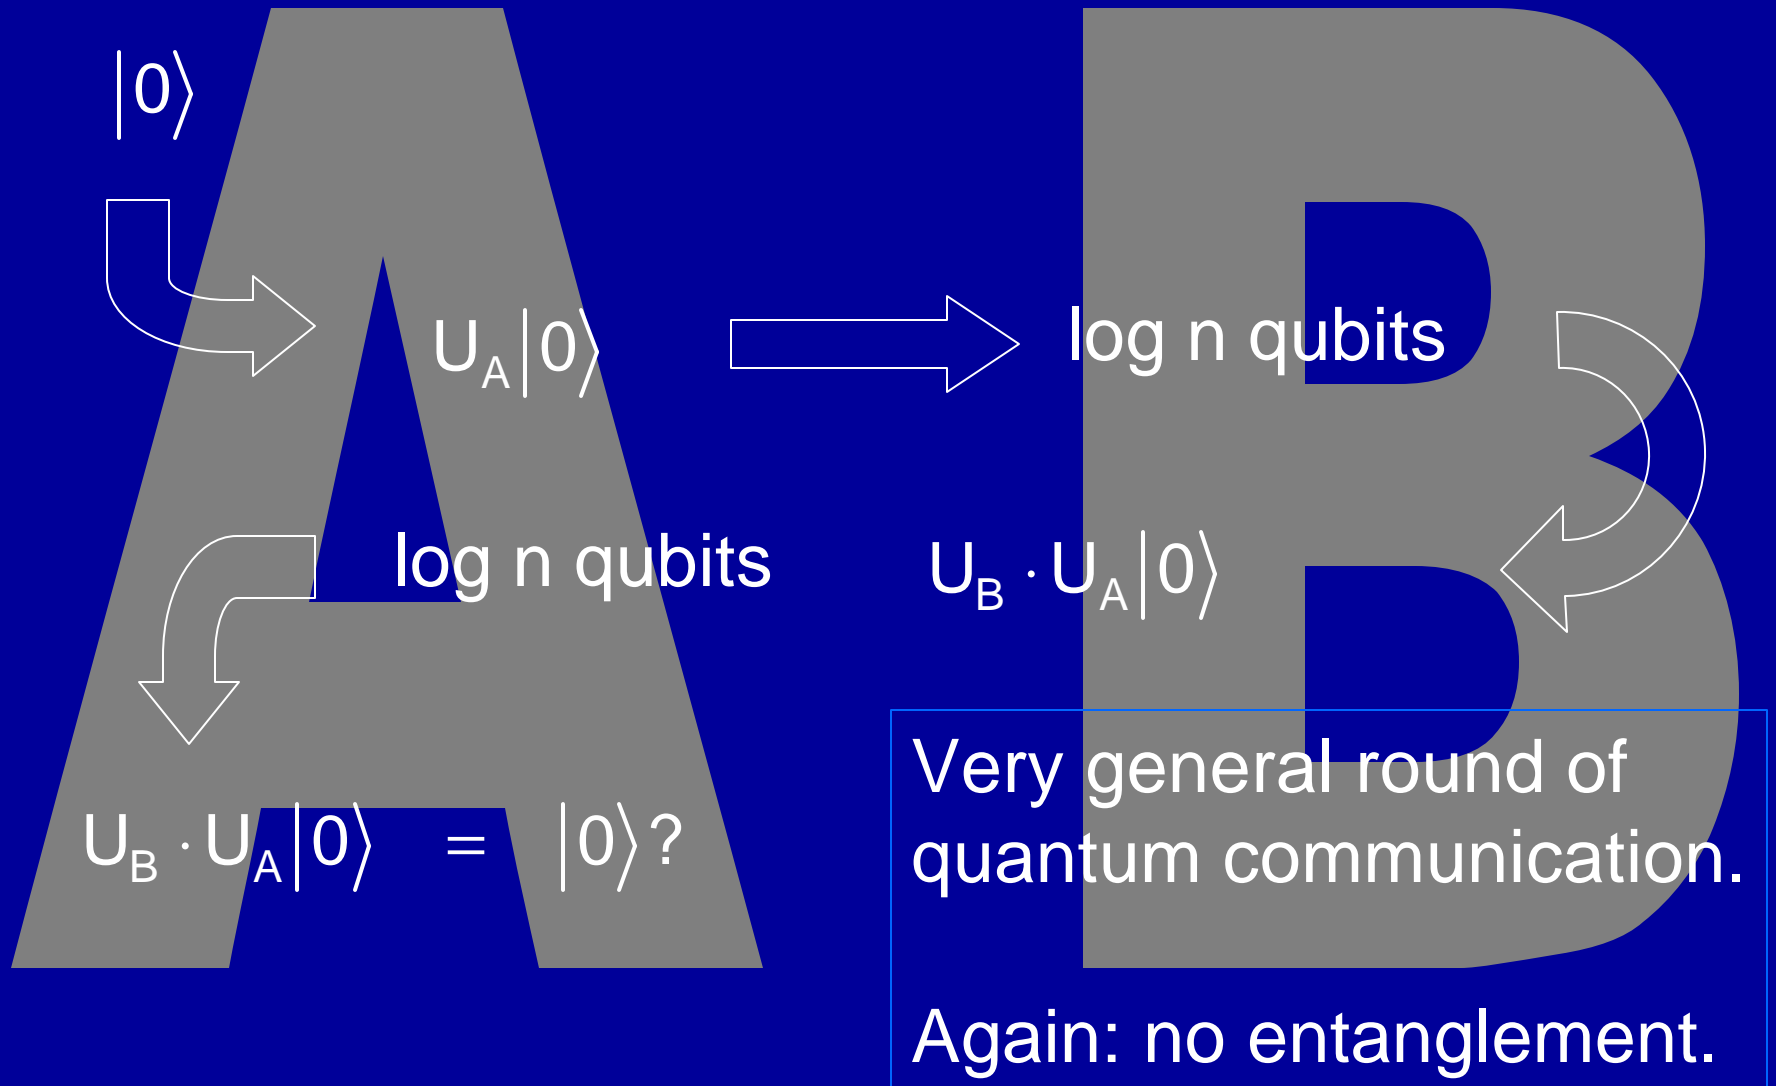 A
B
|0⟩
U_A|0⟩
log n qubits
log n qubits
U_B · U_A|0⟩
U_B · U_A|0⟩ = |0⟩?
Very general round of
quantum communication.
Again: no entanglement.